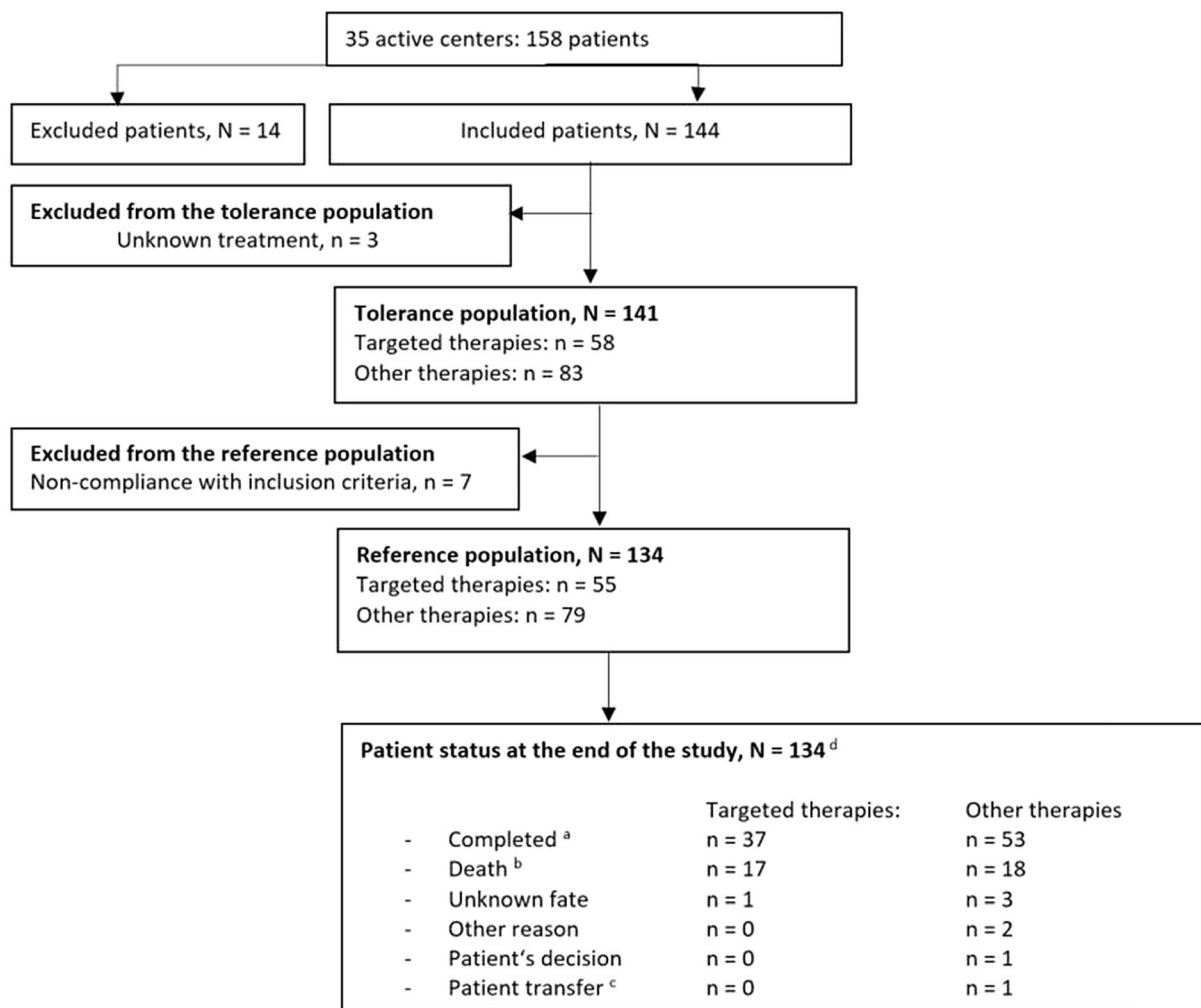 35 active centers: 158 patients
Excluded patients, N = 14
Included patients, N = 144
Excluded from the tolerance population
Unknown treatment, n = 3
Tolerance population, N = 141
Targeted therapies: n = 58
Other therapies: n = 83
Excluded from the reference population
Non-compliance with inclusion criteria, n = 7
Reference population, N = 134
Targeted therapies: n = 55
Other therapies: n = 79
Patient status at the end of the study, N = 134 d
Targeted therapies: Other therapies
- Completed a n = 37 n = 53
- Death b n = 17 n = 18
- Unknown fate n = 1 n = 3
- Other reason n = 0 n = 2
- Patient‘s decision n = 0 n = 1
- Patient transfer c n = 0 n = 1